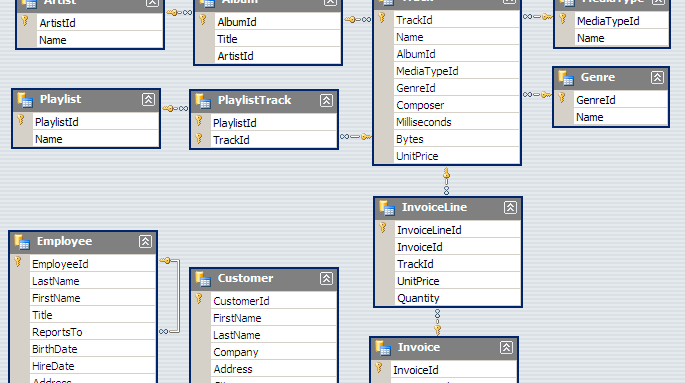 Artist
ArtistId
Name
Album
AlbumId
Title
ArtistId
Track
TrackId
Name
AlbumId
MediaTypeId
GenreId
Composer
Milliseconds
Bytes
UnitPrice
MediaType
MediaTypeId
Name
Genre
GenreId
Name
Playlist
PlaylistId
Name
PlaylistTrack
PlaylistId
TrackId
InvoiceLine
InvoiceLineId
InvoiceId
TrackId
UnitPrice
Quantity
Employee
EmployeeId
LastName
FirstName
Title
ReportsTo
BirthDate
HireDate
Address
Customer
CustomerId
FirstName
LastName
Company
Address
Invoice
InvoiceId